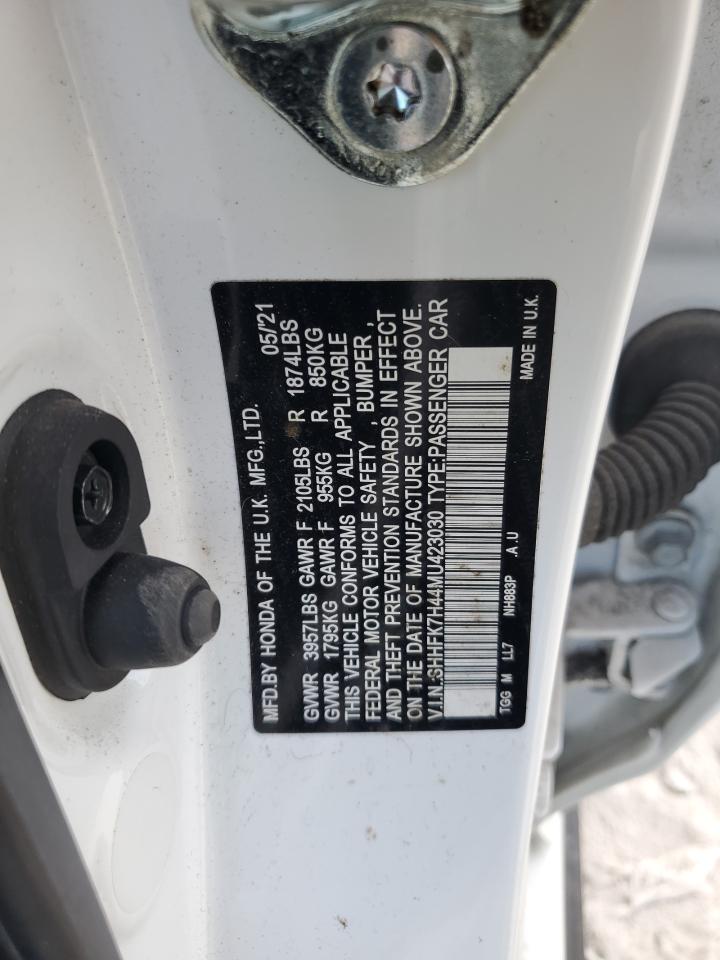 MFD.BY HONDA OF THE U.K. MFG.,LTD. 05/'21
GVWR 3957LBS GAWR F 2105LBS R 1874LBS
GVWR 1795KG GAWR F 955KG R 850KG
THIS VEHICLE CONFORMS TO ALL APPLICABLE
FEDERAL MOTOR VEHICLE SAFETY , BUMPER ,
AND THEFT PREVENTION STANDARDS IN EFFECT
ON THE DATE OF MANUFACTURE SHOWN ABOVE.
V.I.N.:SHHFK7H44MU423030 TYPE:PASSENGER CAR
TGG M LL7 NH883P .A.U MADE IN U.K.